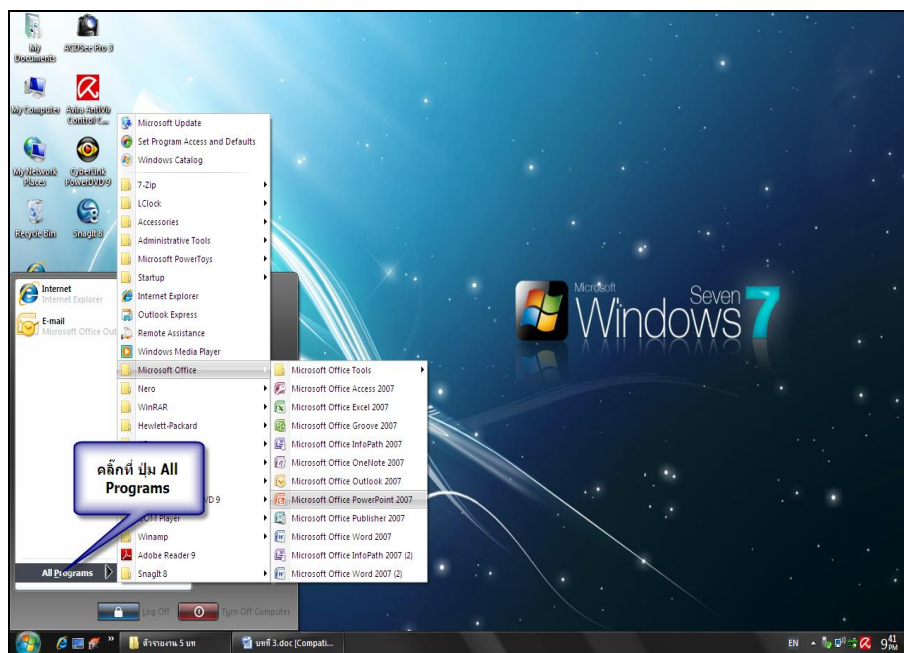 My
Documents
ACDSee Pro 3
My Computer
Avira AntiVir
Control C...
My Network
Places
CyberLink
PowerDVD 9
Recycle Bin
SnagIt 8
Microsoft Update
Set Program Access and Defaults
Windows Catalog
7-Zip
LClock
Accessories
Administrative Tools
Microsoft PowerToys
Startup
Internet Explorer
Outlook Express
Remote Assistance
Windows Media Player
Microsoft Office
Nero
WinRAR
Hewlett-Packard
VD 9
GOM Player
Winamp
Adobe Reader 9
SnagIt 8
Microsoft Office Tools
Microsoft Office Access 2007
Microsoft Office Excel 2007
Microsoft Office Groove 2007
Microsoft Office InfoPath 2007
Microsoft Office OneNote 2007
Microsoft Office Outlook 2007
Microsoft Office PowerPoint 2007
Microsoft Office Publisher 2007
Microsoft Office Word 2007
Microsoft Office InfoPath 2007 (2)
Microsoft Office Word 2007 (2)
Internet
Internet Explorer
E-mail
Microsoft Office Out
คลิ๊กที่ ปุ่ม All
Programs
All Programs
Log Off
Turn Off Computer
Microsoft
Windows Seven 7
ตัวรายงาน 5 บท
บทที่ 3.doc [Compati...
EN
9 41 PM